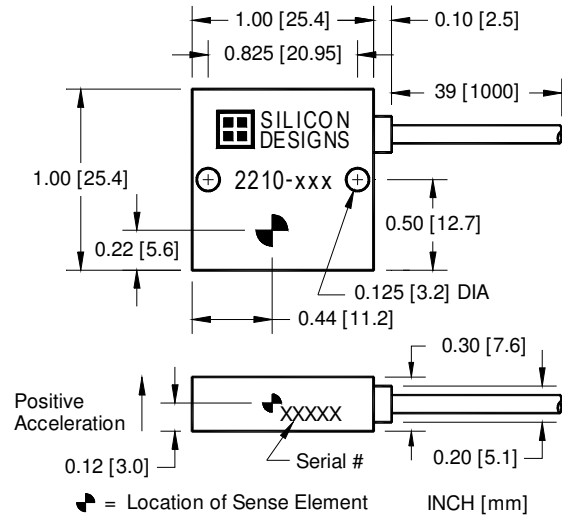 1.00 [25.4]
0.10 [2.5]
0.825 [20.95]
39 [1000]
SILICON
DESIGNS
2210-xxx
1.00 [25.4]
0.50 [12.7]
0.22 [5.6]
0.125 [3.2] DIA
0.44 [11.2]
0.30 [7.6]
Positive
Acceleration
XXXXX
0.12 [3.0]
Serial #
0.20 [5.1]
= Location of Sense Element
INCH [mm]